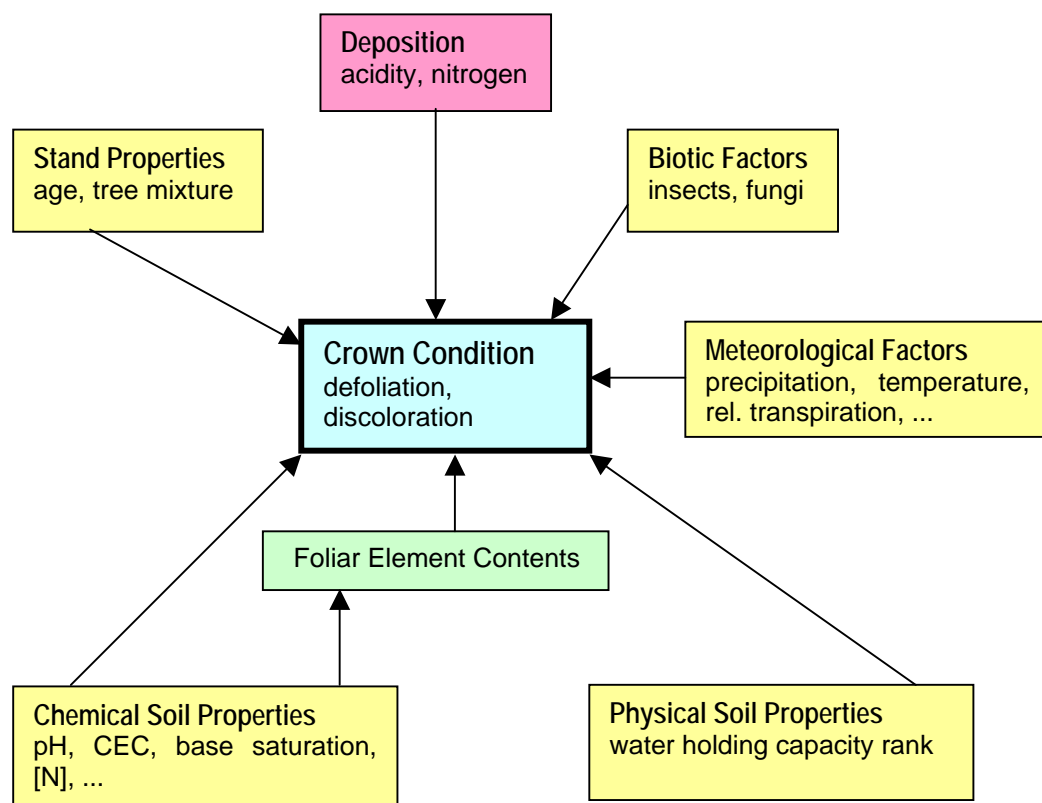 Deposition
acidity, nitrogen
Stand Properties
age, tree mixture
Biotic Factors
insects, fungi
Crown Condition
defoliation,
discoloration
Meteorological Factors
precipitation, temperature,
rel. transpiration, ...
Foliar Element Contents
Chemical Soil Properties
pH, CEC, base saturation,
[N], ...
Physical Soil Properties
water holding capacity rank